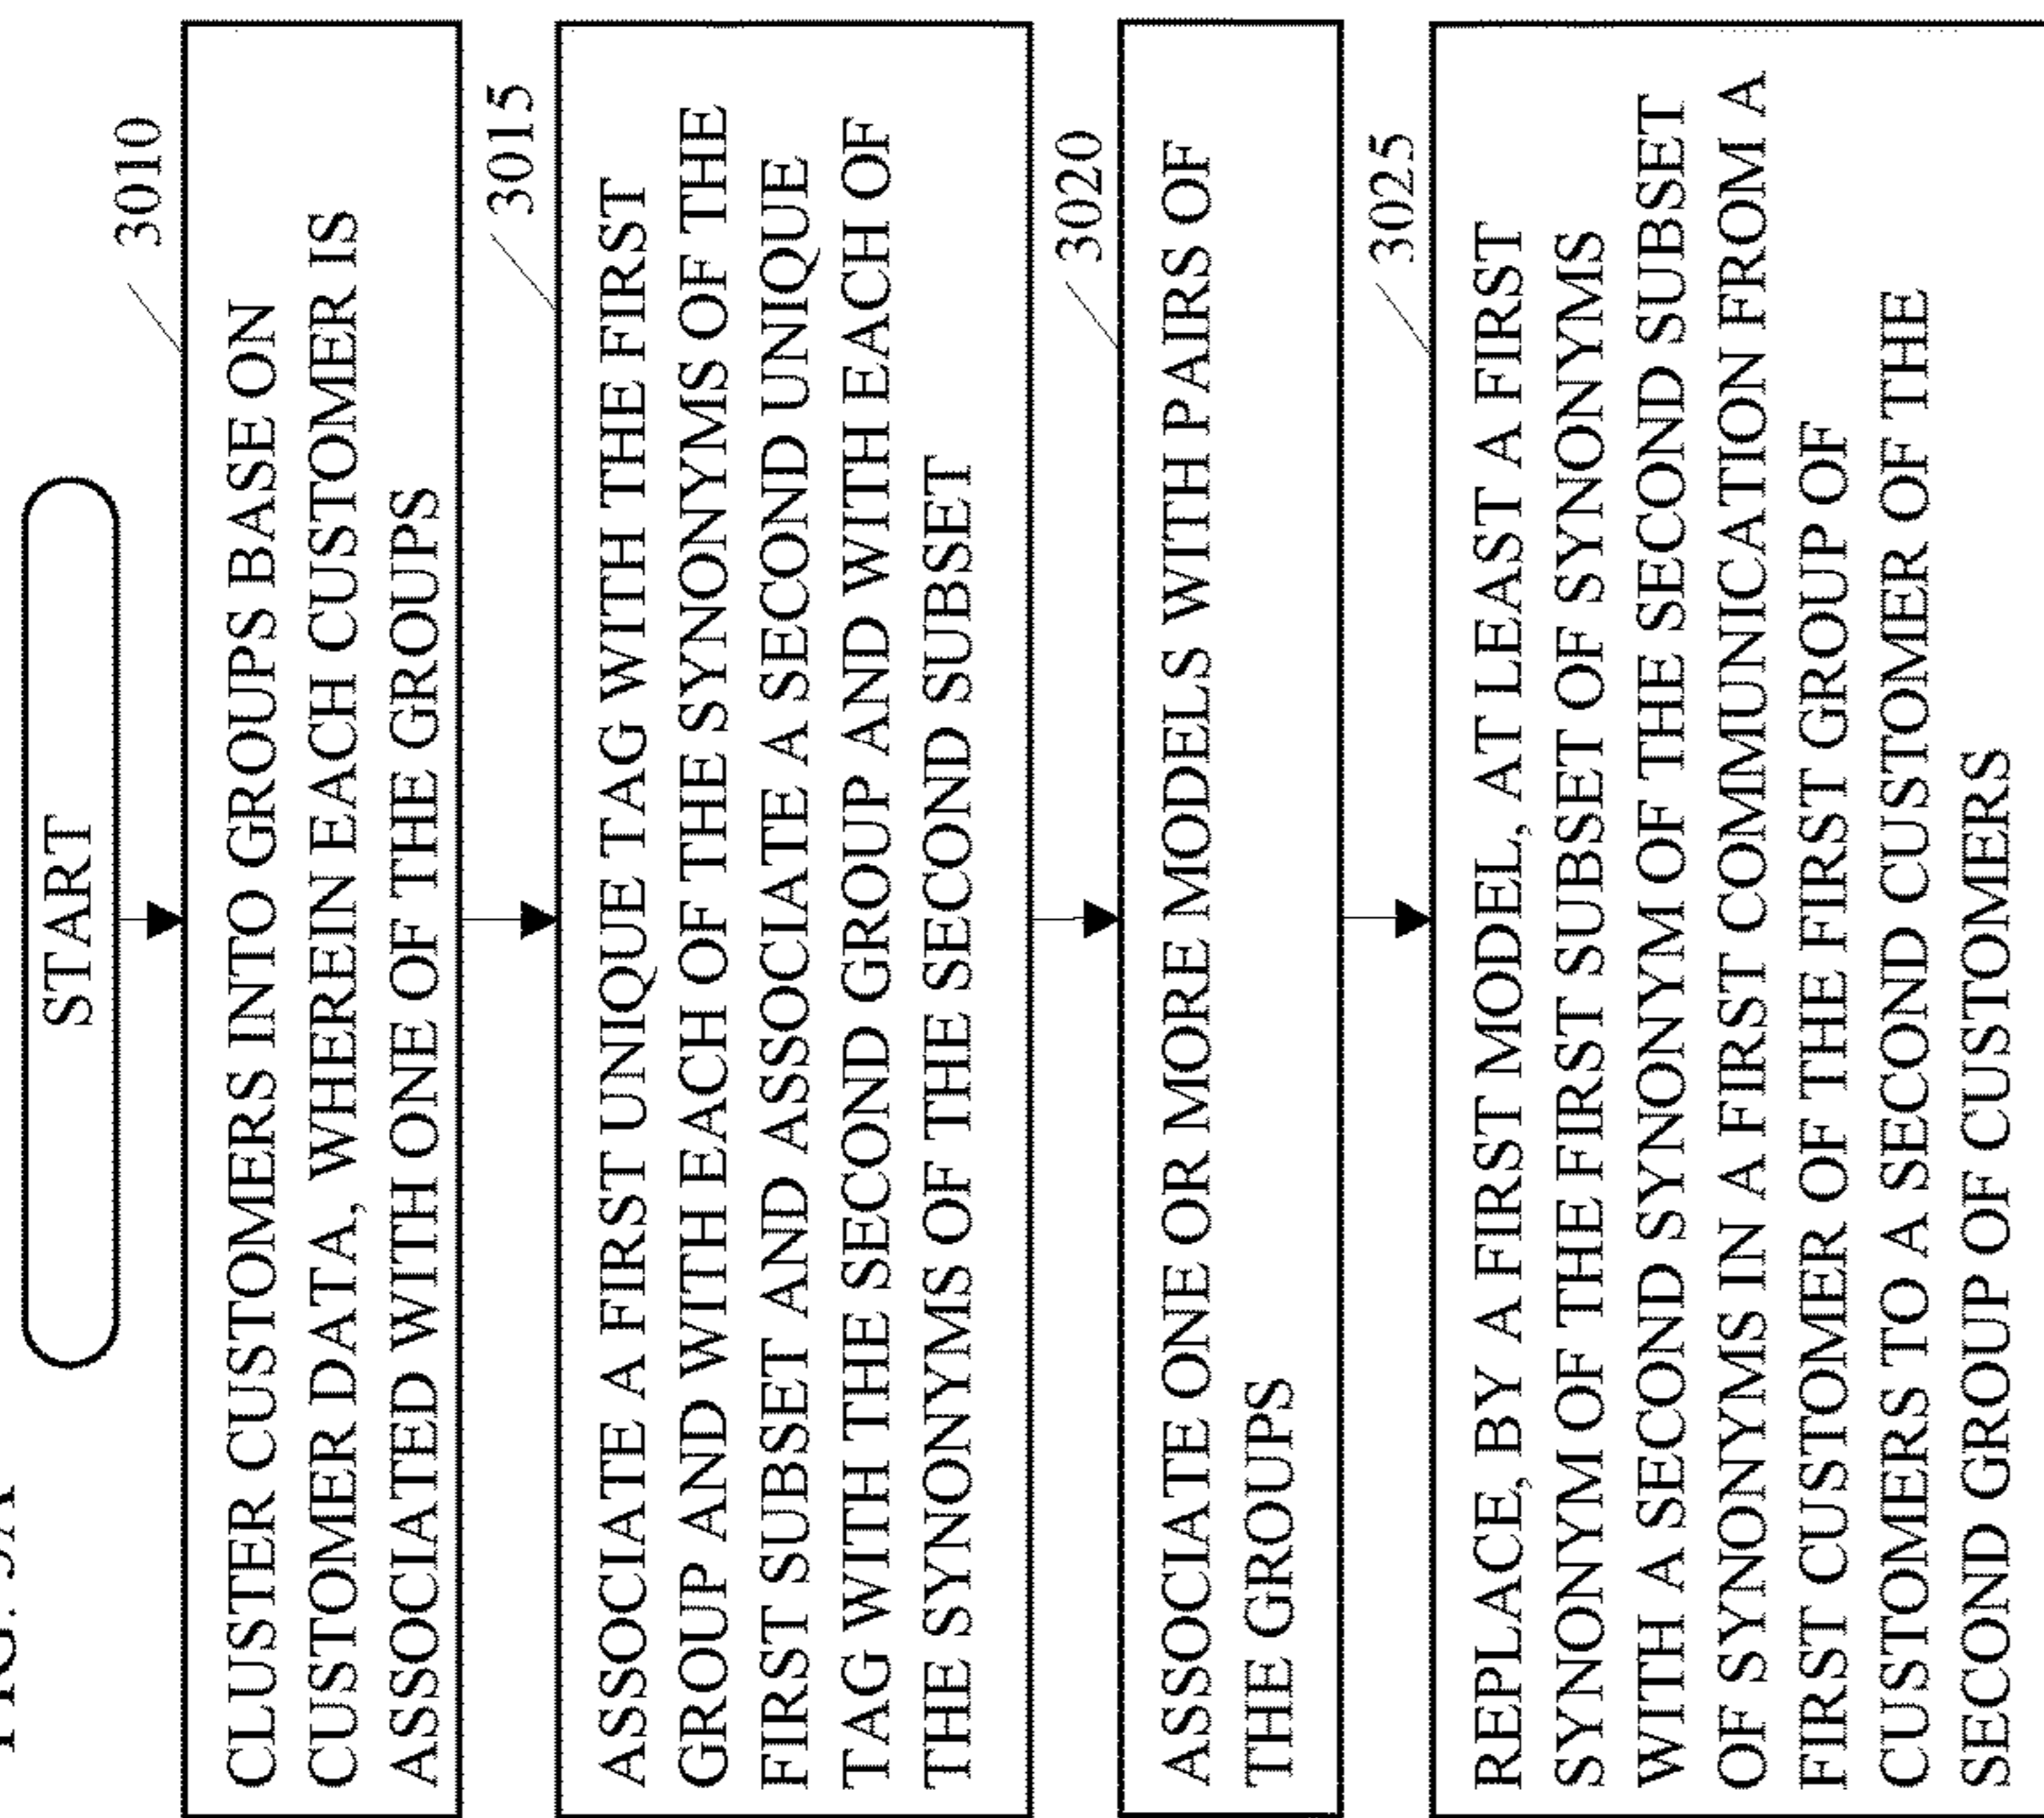 START
3010
CLUSTER CUSTOMERS INTO GROUPS BASE ON
CUSTOMER DATA, WHEREIN EACH CUSTOMER IS
ASSOCIATED WITH ONE OF THE GROUPS
3015
ASSOCIATE A FIRST UNIQUE TAG WITH THE FIRST
GROUP AND WITH EACH OF THE SYNONYMS OF THE
FIRST SUBSET AND ASSOCIATE A SECOND UNIQUE
TAG WITH THE SECOND GROUP AND WITH EACH OF
THE SYNONYMS OF THE SECOND SUBSET
3020
ASSOCIATE ONE OR MORE MODELS WITH PAIRS OF
THE GROUPS
3025
REPLACE, BY A FIRST MODEL, AT LEAST A FIRST
SYNONYM OF THE FIRST SUBSET OF SYNONYMS
WITH A SECOND SYNONYM OF THE SECOND SUBSET
OF SYNONYMS IN A FIRST COMMUNICATION FROM A
FIRST CUSTOMER OF THE FIRST GROUP OF
CUSTOMERS TO A SECOND CUSTOMER OF THE
SECOND GROUP OF CUSTOMERS